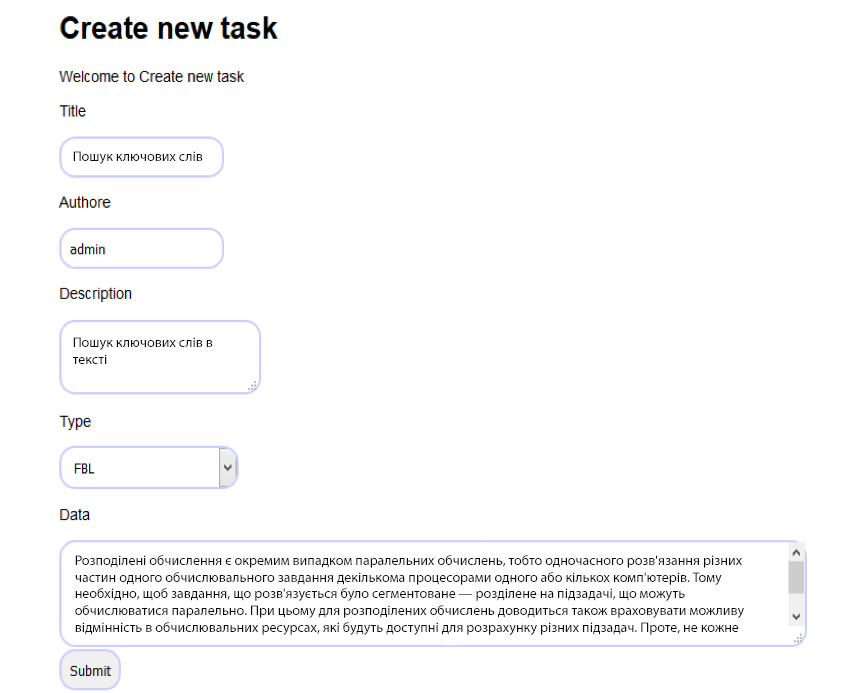 Create new task
Welcome to Create new task
Title
Пошук ключових слів
Authore
admin
Description
Пошук ключових слів в
тексті
Type
FBL
Data
Розподілені обчислення є окремим випадком паралельних обчислень, тобто одночасного розв'язання різних
частин одного обчислювального завдання декількома процесорами одного або кількох комп'ютерів. Тому
необхідно, щоб завдання, що розв'язується було сегментоване — розділене на підзадачі, що можуть
обчислюватися паралельно. При цьому для розподілених обчислень доводиться також враховувати можливу
відмінність в обчислювальних ресурсах, які будуть доступні для розрахунку різних підзадач. Проте, не кожне
Submit